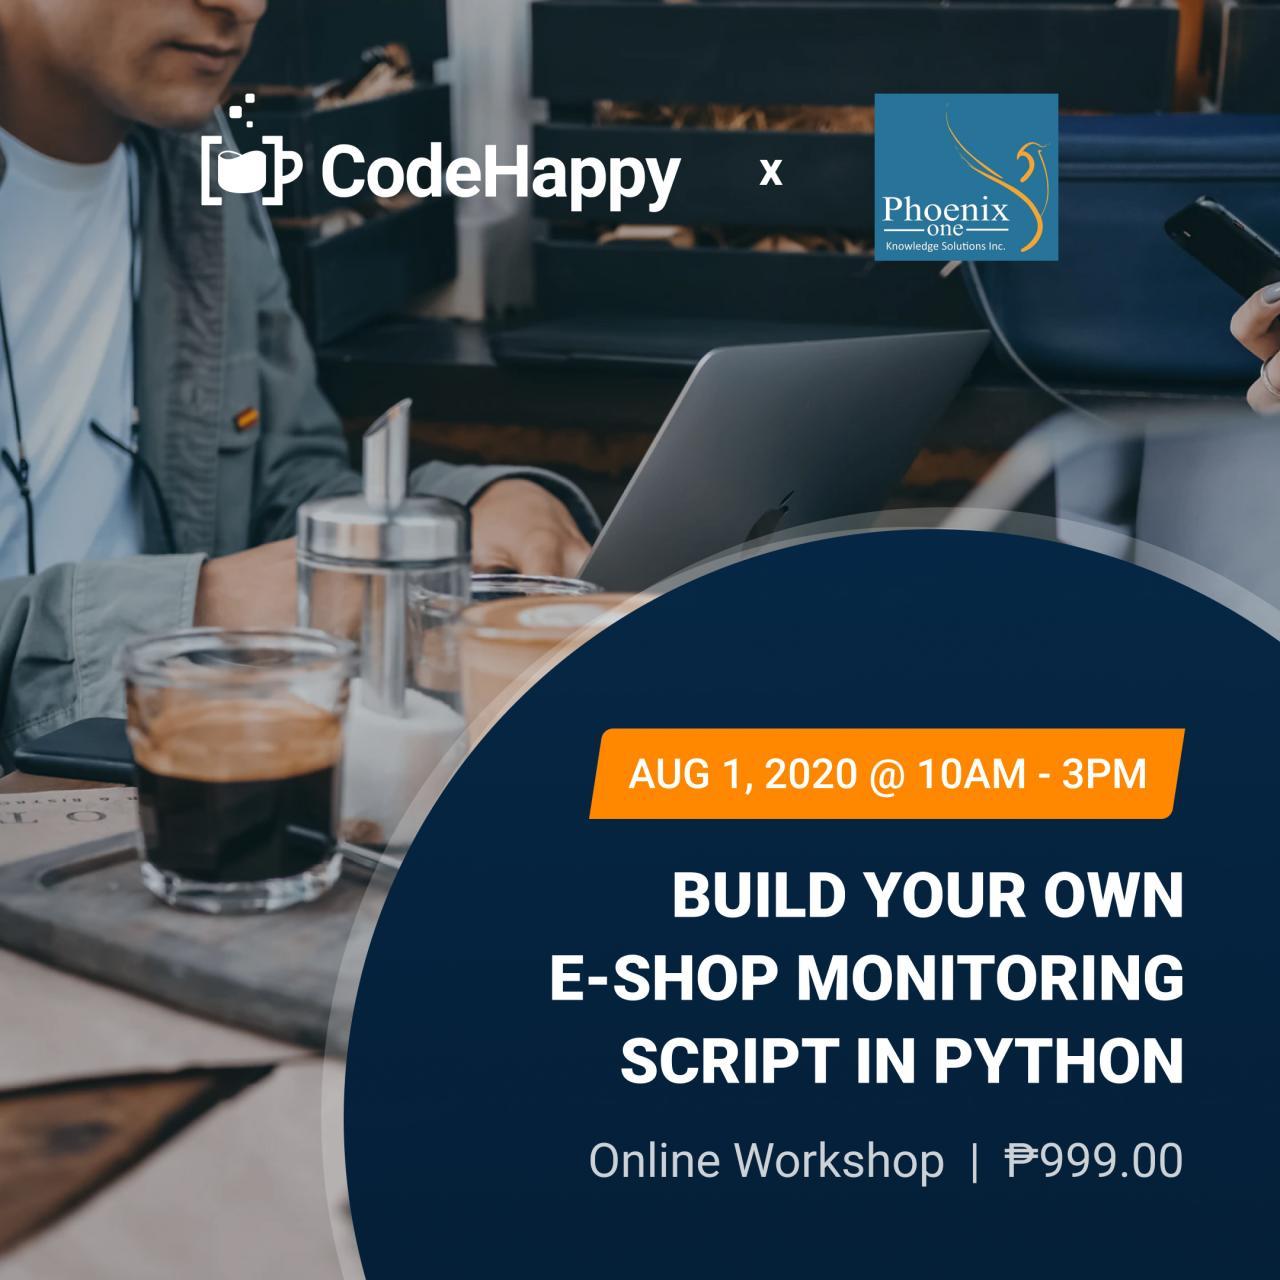 CodeHappy
x
Phoenix
one
Knowledge Solutions Inc.
AUG 1, 2020 @ 10AM - 3PM
BUILD YOUR OWN
E-SHOP MONITORING
SCRIPT IN PYTHON
Online Workshop | ₱999.00